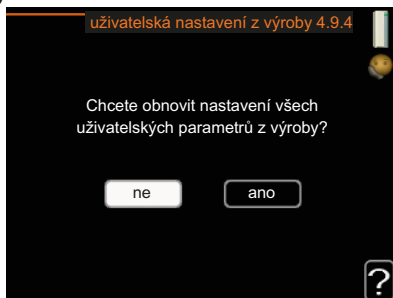 uživatelská nastavení z výroby 4.9.4
Chcete obnovit nastavení všech
uživatelských parametrů z výroby?
ne
ano
?